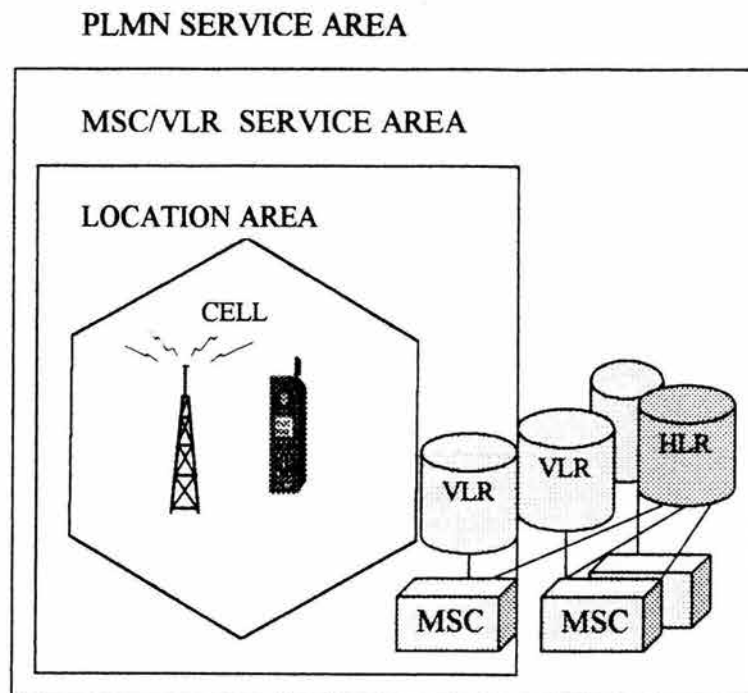 PLMN SERVICE AREA
MSC/VLR SERVICE AREA
LOCATION AREA
CELL
VLR
VLR
HLR
MSC
MSC